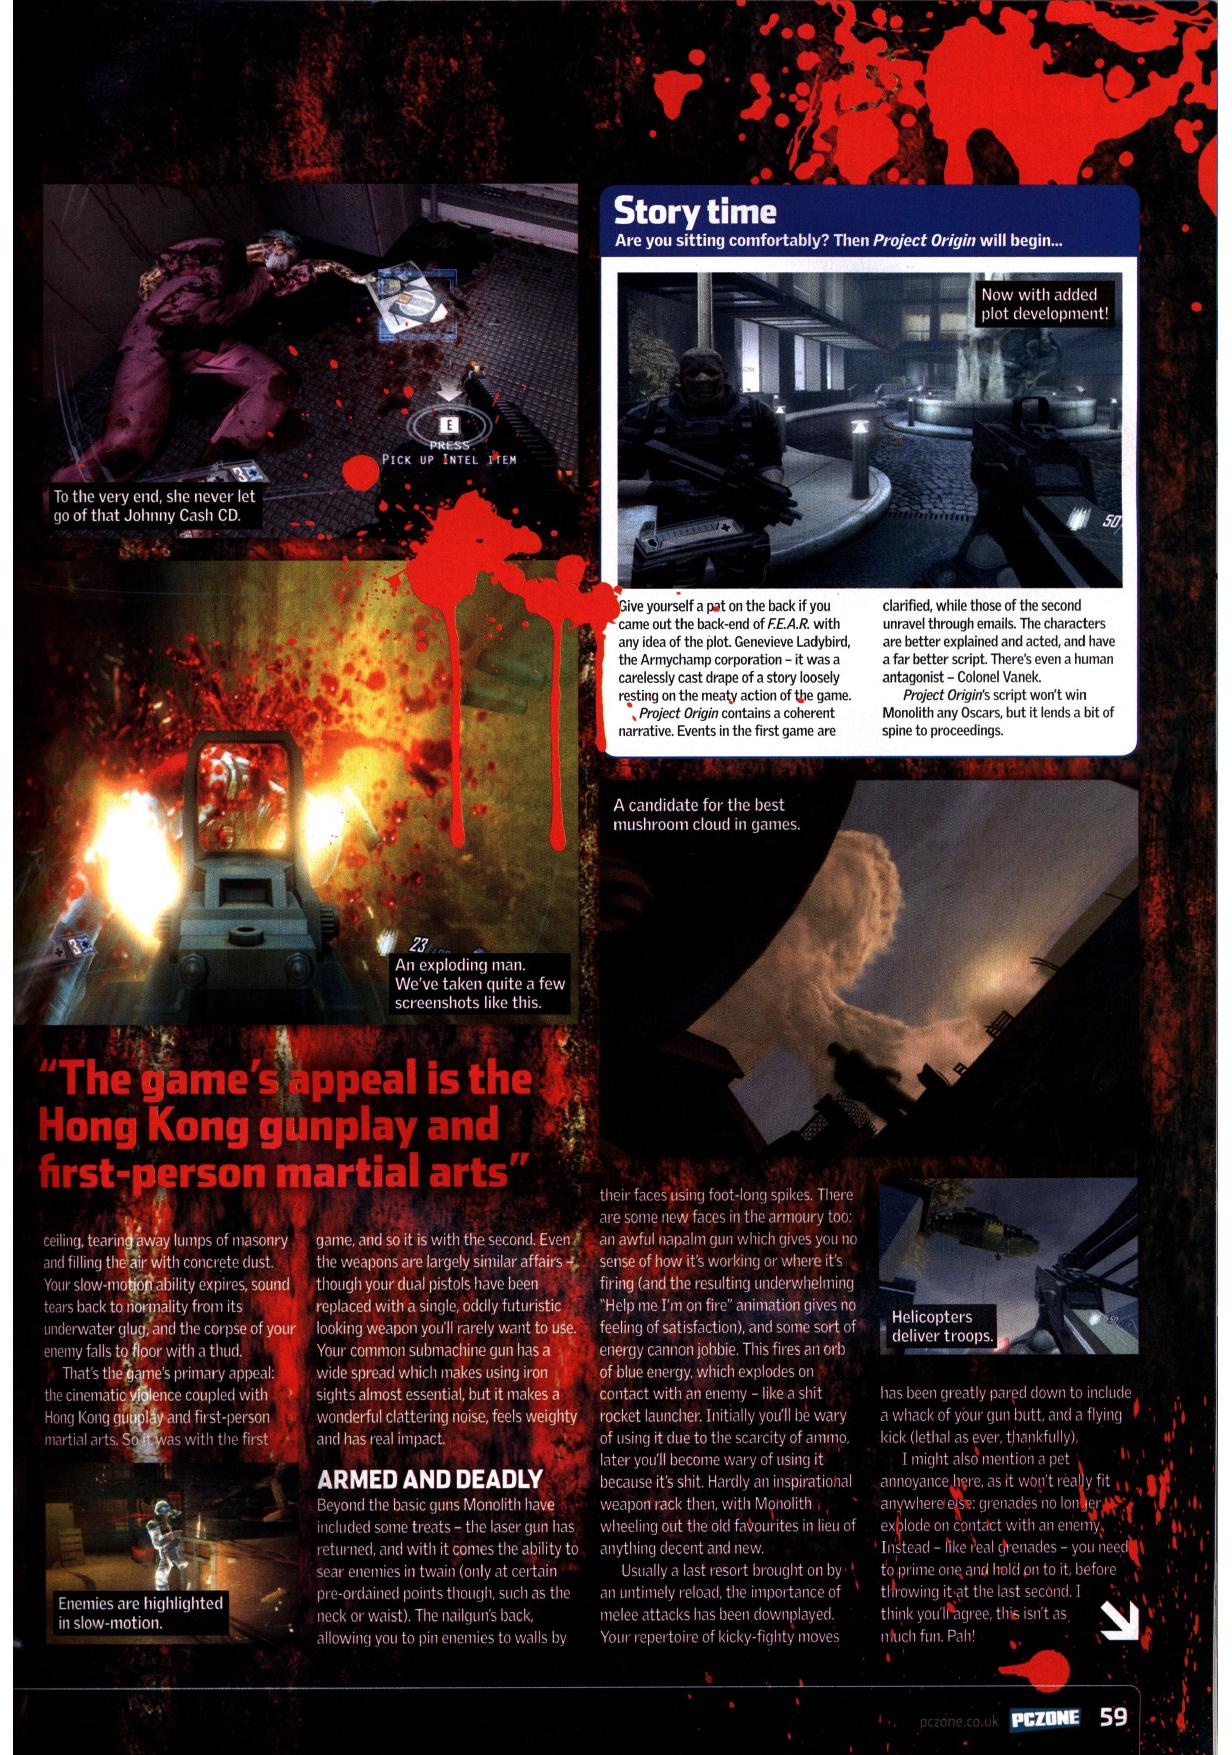 Story time
Are you sitting comfortably? Then Project Origin will begin...
Now with added
plot development!
E
PRESS
PICK UP INTEL ITEM
3
To the very end, she never let
go of that Johnny Cash CD.
50
Give yourself a pat on the back if you
came out the back-end of F.E.A.R. with
any idea of the plot. Genevieve Ladybird,
the Armychamp corporation – it was a
carelessly cast drape of a story loosely
resting on the meaty action of the game.
Project Origin contains a coherent
narrative. Events in the first game are
clarified, while those of the second
unravel through emails. The characters
are better explained and acted, and have
a far better script. There's even a human
antagonist – Colonel Vanek.
Project Origin's script won't win
Monolith any Oscars, but it lends a bit of
spine to proceedings.
A candidate for the best
mushroom cloud in games.
3
23
An exploding man.
We've taken quite a few
screenshots like this.
“The game's appeal is the
Hong Kong gunplay and
first-person martial arts”
ceiling, tearing away lumps of masonry
and filling the air with concrete dust.
Your slow-motion ability expires, sound
tears back to normality from its
underwater glug, and the corpse of your
enemy falls to floor with a thud.
That's the game's primary appeal:
the cinematic violence coupled with
Hong Kong gunplay and first-person
martial arts. So it was with the first
Enemies are highlighted
in slow-motion.
game, and so it is with the second. Even
the weapons are largely similar affairs –
though your dual pistols have been
replaced with a single, oddly futuristic
looking weapon you'll rarely want to use.
Your common submachine gun has a
wide spread which makes using iron
sights almost essential, but it makes a
wonderful clattering noise, feels weighty
and has real impact.
ARMED AND DEADLY
Beyond the basic guns Monolith have
included some treats – the laser gun has
returned, and with it comes the ability to
sear enemies in twain (only at certain
pre-ordained points though, such as the
neck or waist). The nailgun's back,
allowing you to pin enemies to walls by
their faces using foot-long spikes. There
are some new faces in the armoury too:
an awful napalm gun which gives you no
sense of how it's working or where it's
firing (and the resulting underwhelming
“Help me I'm on fire” animation gives no
feeling of satisfaction), and some sort of
energy cannon jobbie. This fires an orb
of blue energy, which explodes on
contact with an enemy – like a shit
rocket launcher. Initially you'll be wary
of using it due to the scarcity of ammo,
later you'll become wary of using it
because it's shit. Hardly an inspirational
weapon rack then, with Monolith
wheeling out the old favourites in lieu of
anything decent and new.
Usually a last resort brought on by
an untimely reload, the importance of
melee attacks has been downplayed.
Your repertoire of kicky-fighty moves
Helicopters
deliver troops.
has been greatly pared down to include
a whack of your gun butt, and a flying
kick (lethal as ever, thankfully).
I might also mention a pet
annoyance here, as it won't really fit
anywhere else: grenades no longer
explode on contact with an enemy.
Instead – like real grenades – you need
to prime one and hold on to it, before
throwing it at the last second. I
think you'll agree, this isn't as
much fun. Pah!
pczone.co.uk PCZONE 59